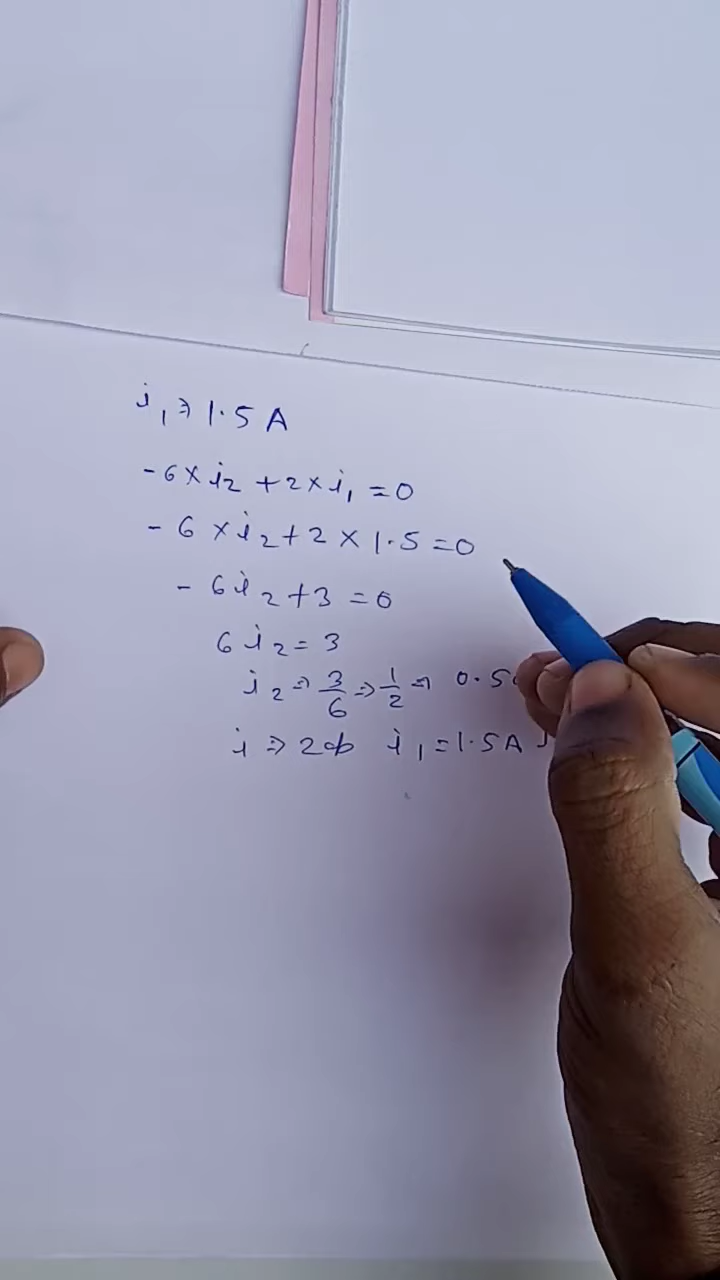 i₁ ⇒ 1.5 A
-6 × i₂ + 2 × i₁ = 0
- 6 × i₂ + 2 × 1.5 = 0
- 6i₂ + 3 = 0
6 i₂ = 3
i₂ ⇒ 3/6 ⇒ 1/2 ⇒ 0.5
i ⇒ 2 i₁ = 1.5A